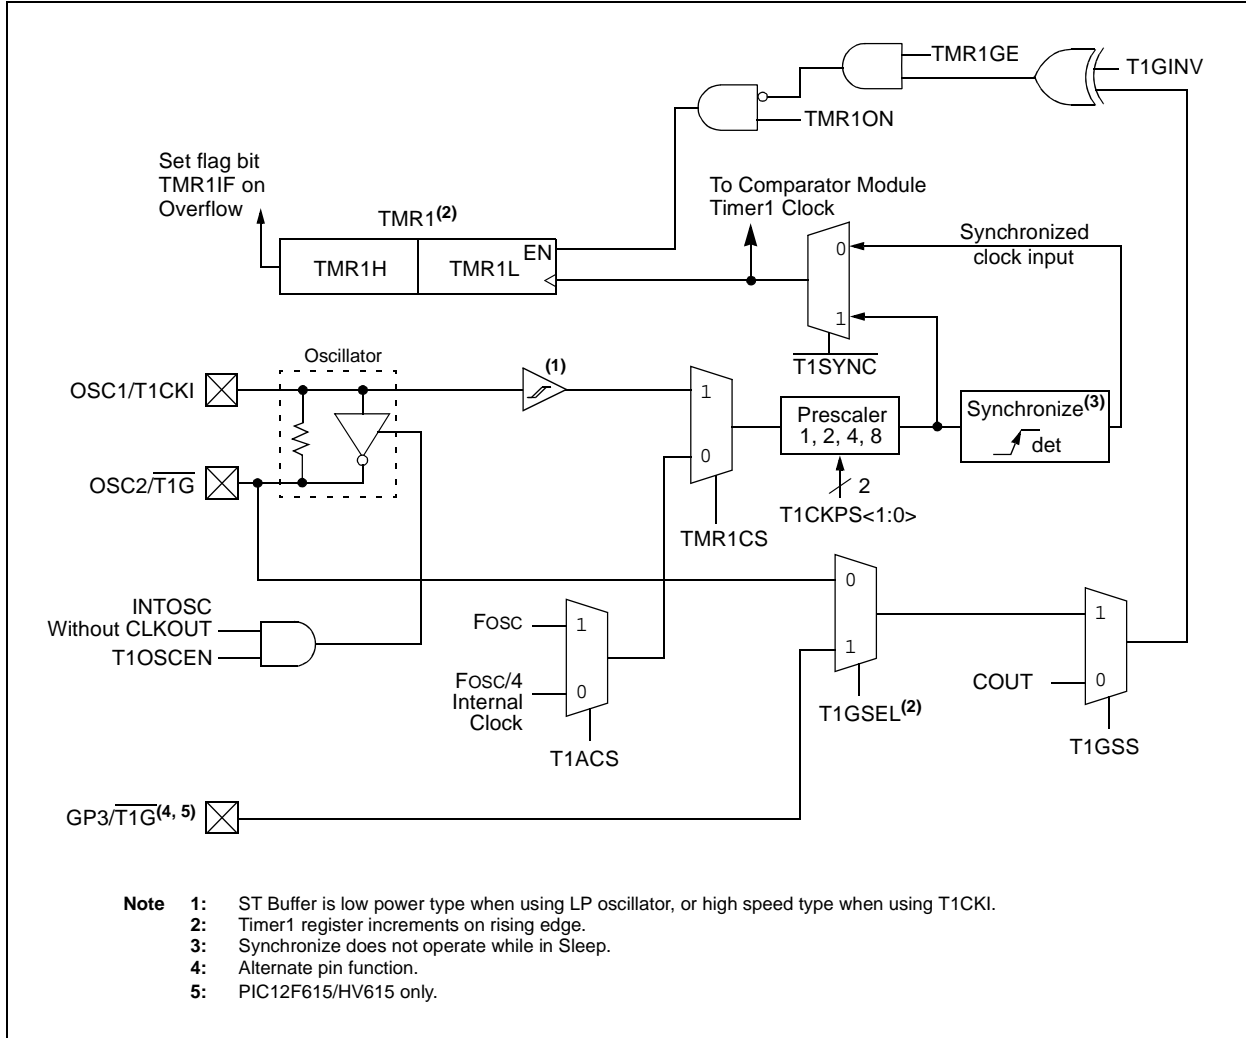 TMR1GE
T1GINV
TMR1ON
Set flag bit
TMR1IF on
Overflow
To Comparator Module
Timer1 Clock
TMR1(2)
EN
TMR1H
TMR1L
0
Synchronized
clock input
1
T1SYNC
Oscillator
(1)
OSC1/T1CKI
1
Prescaler
1, 2, 4, 8
Synchronize(3)
det
0
OSC2/T1G
2
T1CKPS<1:0>
TMR1CS
0
INTOSC
Without CLKOUT
T1OSCEN
FOSC
1
1
1
FOSC/4
Internal
Clock
0
COUT
0
T1GSEL(2)
T1GSS
T1ACS
GP3/T1G(4, 5)
Note 1: ST Buffer is low power type when using LP oscillator, or high speed type when using T1CKI.
2: Timer1 register increments on rising edge.
3: Synchronize does not operate while in Sleep.
4: Alternate pin function.
5: PIC12F615/HV615 only.